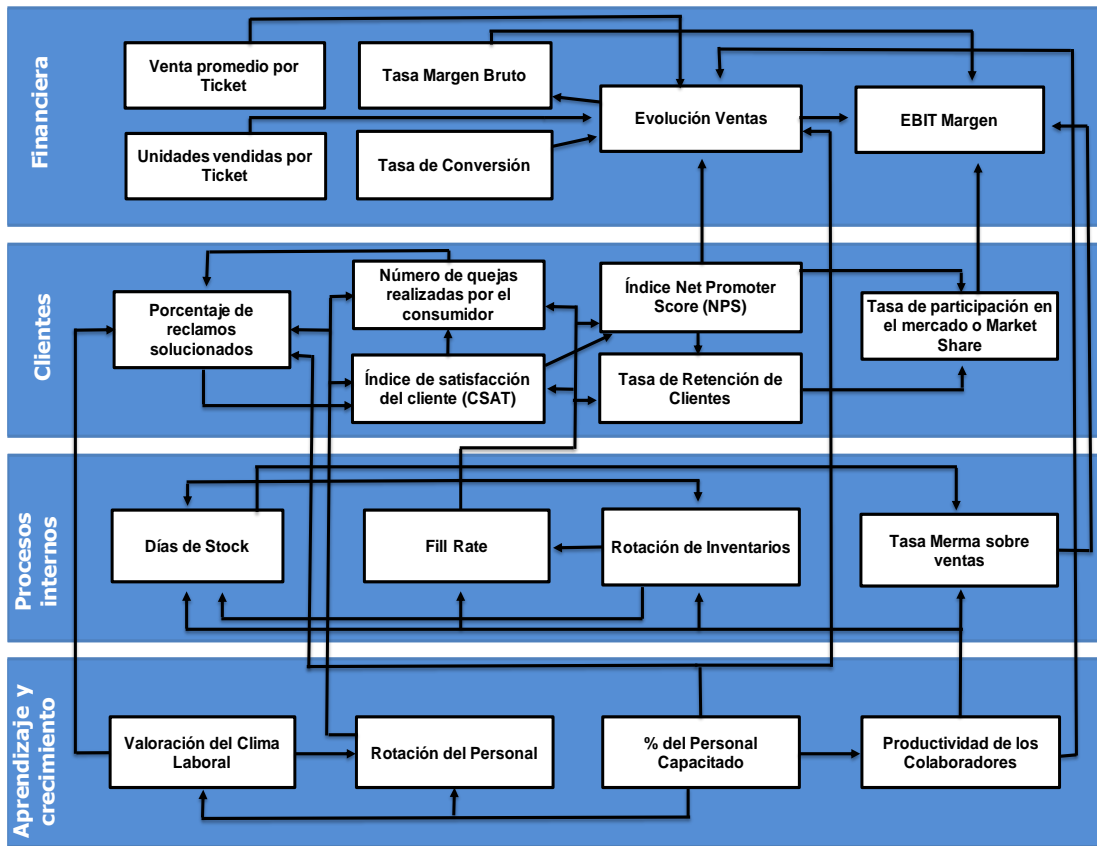 Financiera
Venta promedio por
Ticket
Tasa Margen Bruto
Evolución Ventas
EBIT Margen
Unidades vendidas por
Ticket
Tasa de Conversión
Clientes
Porcentaje de
reclamos
solucionados
Número de quejas
realizadas por el
consumidor
Índice Net Promoter
Score (NPS)
Tasa de participación en
el mercado o Market
Share
Índice de satisfacción
del cliente (CSAT)
Tasa de Retención de
Clientes
Procesos
internos
Días de Stock
Fill Rate
Rotación de Inventarios
Tasa Merma sobre
ventas
Aprendizaje y
crecimiento
Valoración del Clima
Laboral
Rotación del Personal
% del Personal
Capacitado
Productividad de los
Colaboradores